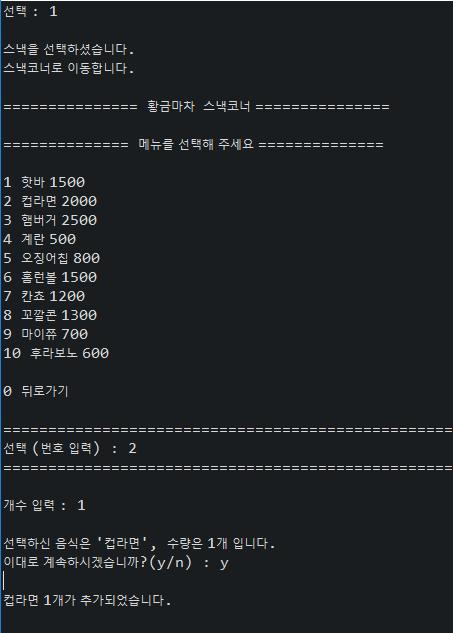 선택 : 1
스낵을 선택하셨습니다.
스낵코너로 이동합니다.
=============== 황금마차 스낵코너 ===============
============== 메뉴를 선택해 주세요 ==============
1 핫바 1500
2 컵라면 2000
3 햄버거 2500
4 계란 500
5 오징어칩 800
6 홈런볼 1500
7 칸쵸 1200
8 꼬깔콘 1300
9 마이쮸 700
10 후라보노 600
0 뒤로가기
==================================================
선택 (번호 입력) : 2
==================================================
개수 입력 : 1
선택하신 음식은 '컵라면', 수량은 1개 입니다.
이대로 계속하시겠습니까?(y/n) : y
컵라면 1개가 추가되었습니다.